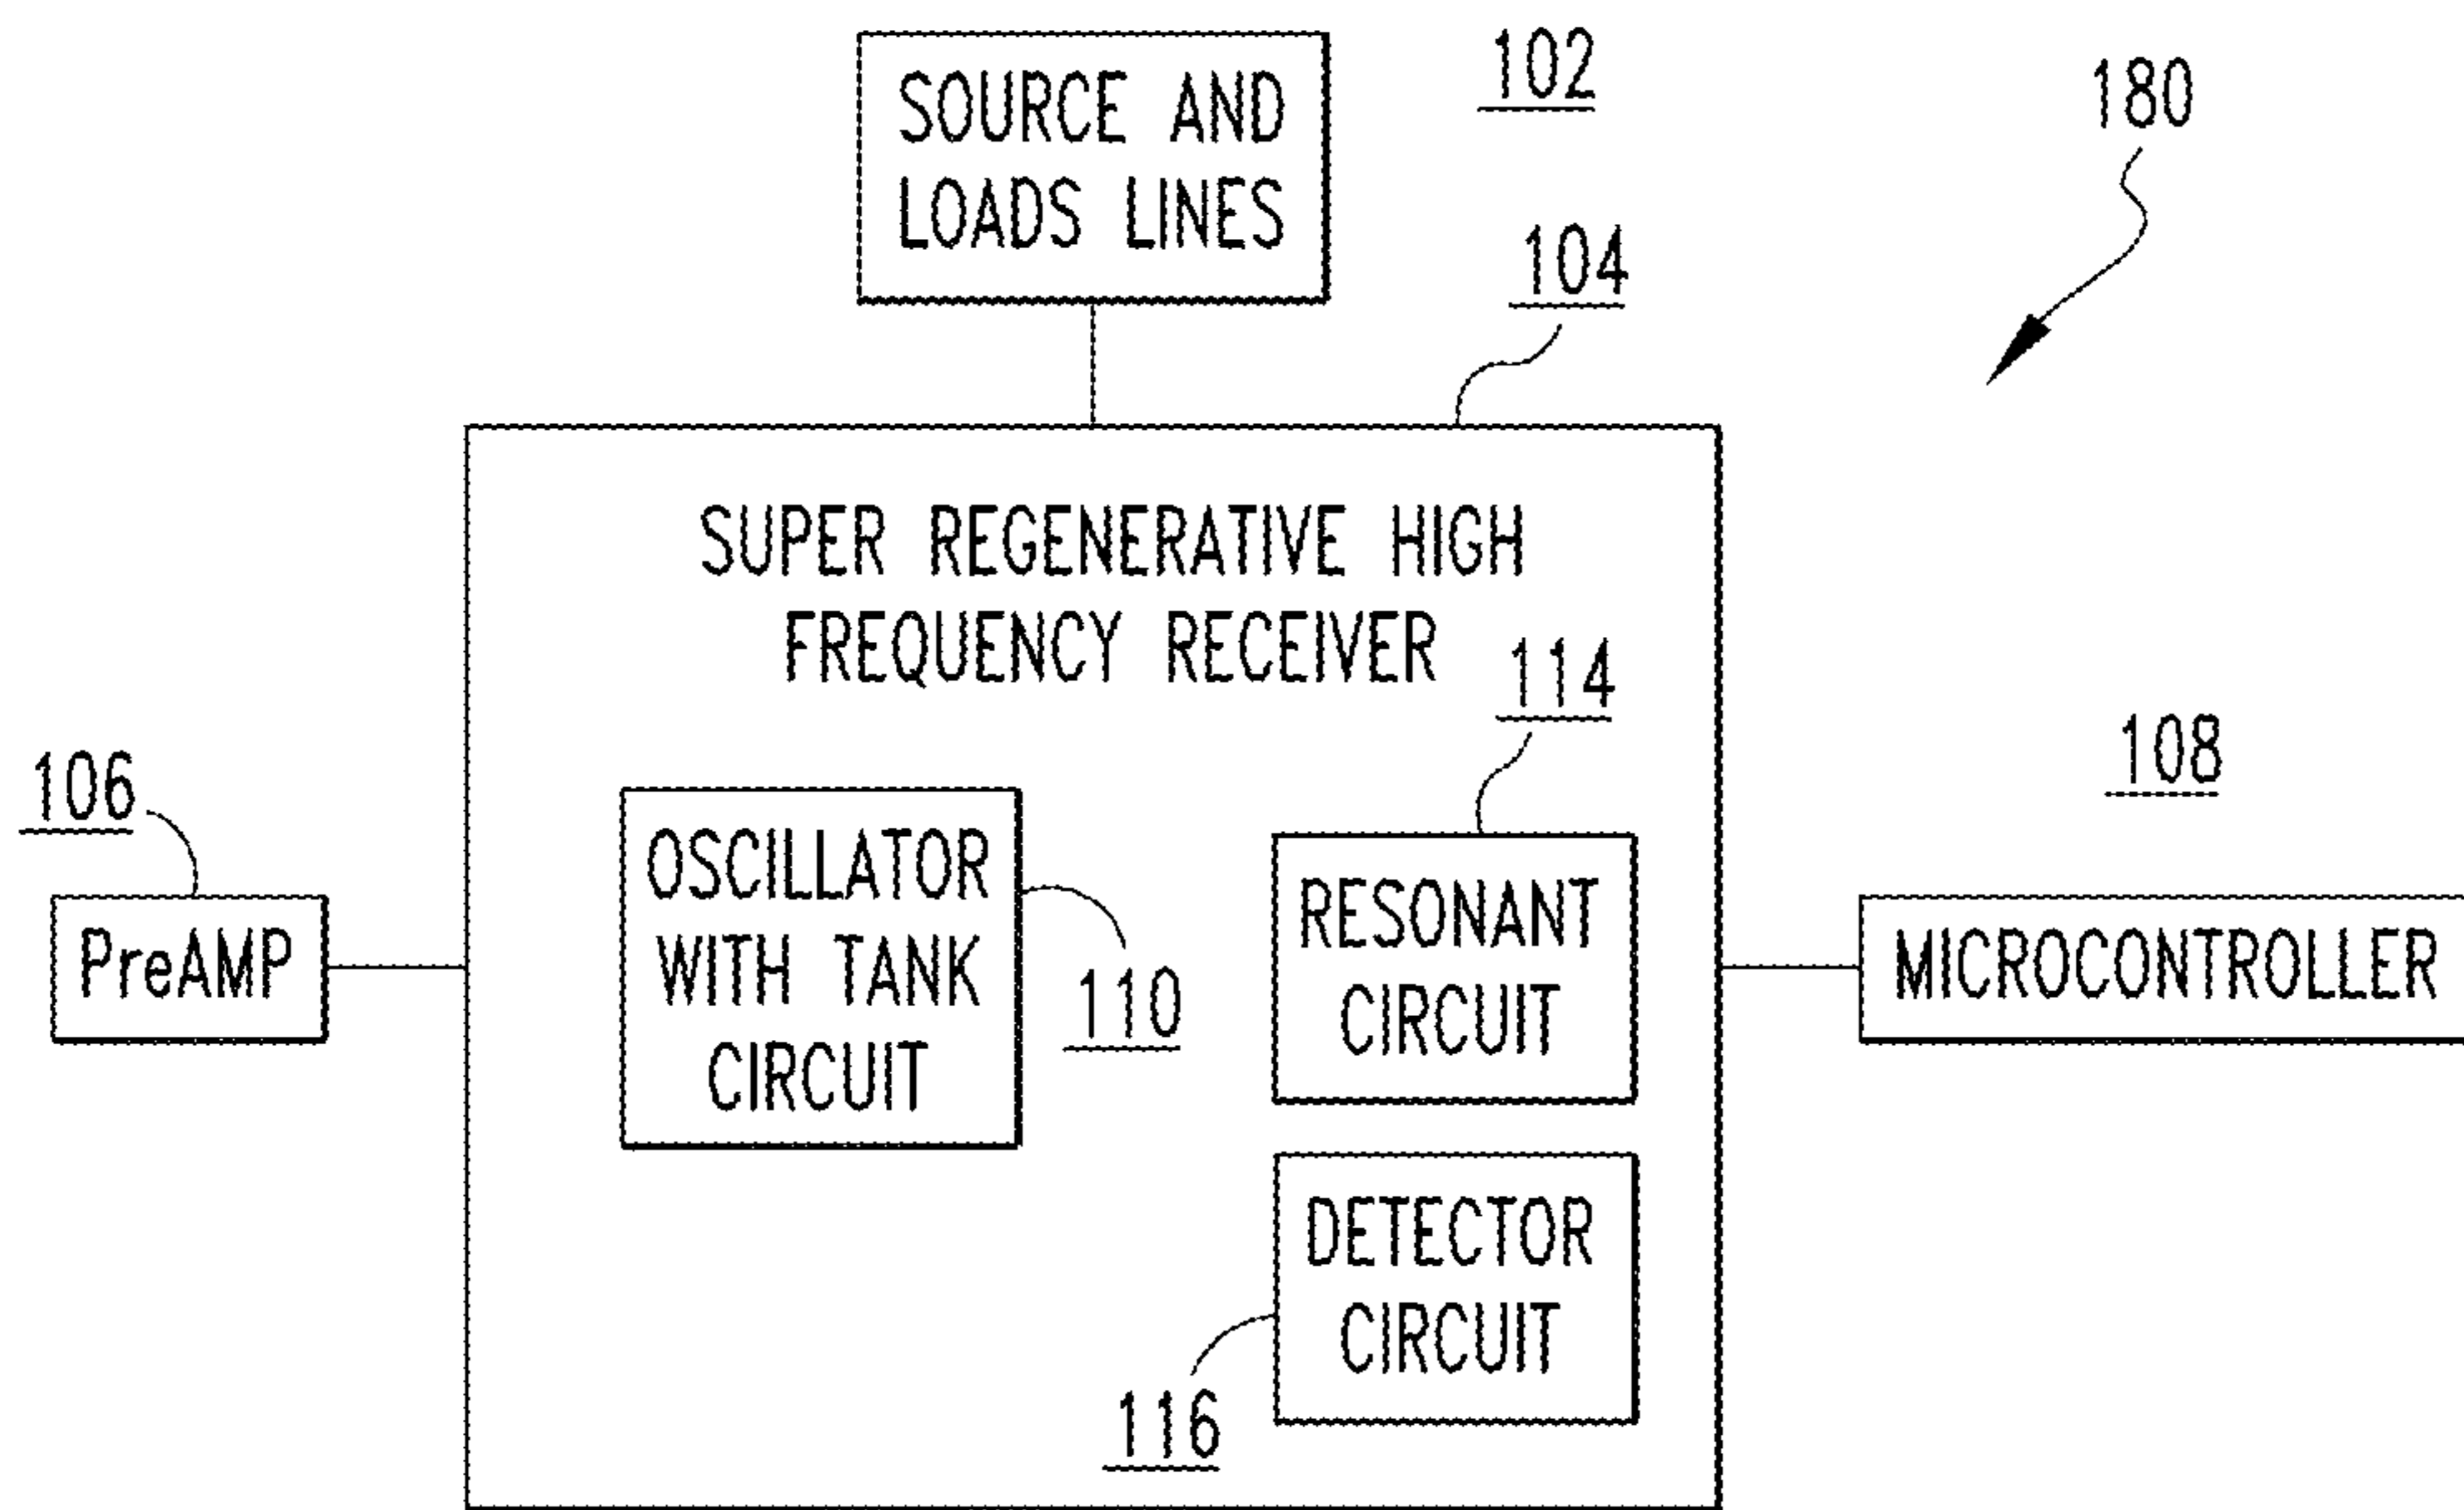 SOURCE AND
LOADS LINES
102
180
104
SUPER REGENERATIVE HIGH
FREQUENCY RECEIVER
114
106
108
PreAMP
OSCILLATOR
WITH TANK
CIRCUIT
110
RESONANT
CIRCUIT
MICROCONTROLLER
DETECTOR
CIRCUIT
116